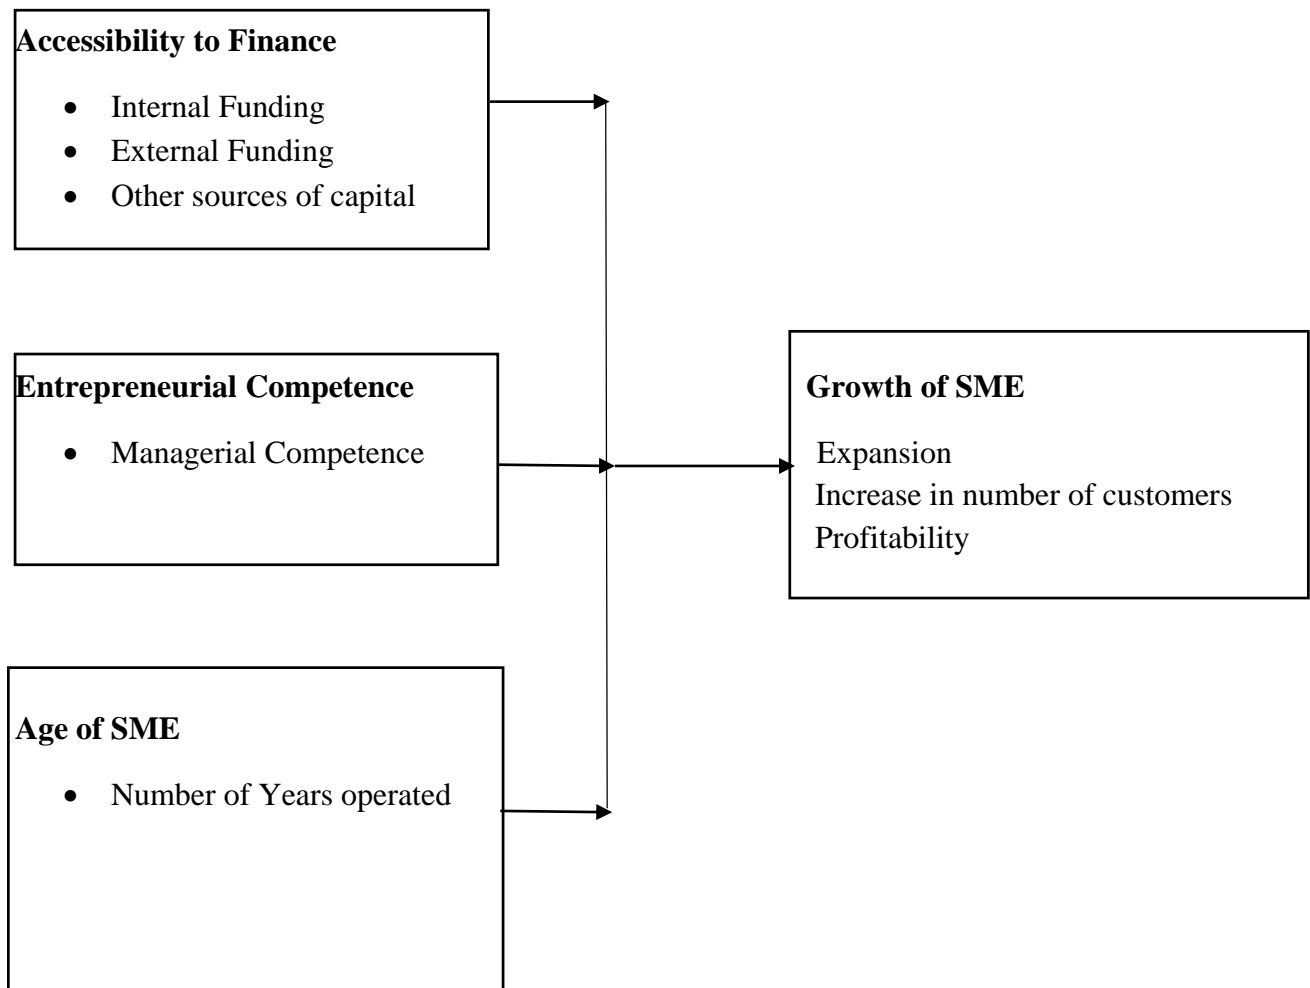 Accessibility to Finance
• Internal Funding
• External Funding
• Other sources of capital
Entrepreneurial Competence
• Managerial Competence
Growth of SME
Expansion
Increase in number of customers
Profitability
Age of SME
• Number of Years operated